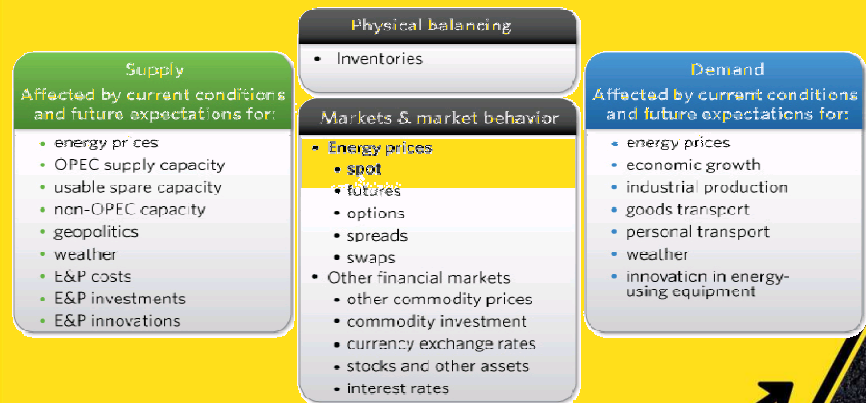 Physical balancing
• Inventories
Supply
Affected by current conditions
and future expectations for:
• energy prices
• OPEC supply capacity
• usable spare capacity
• non-OPEC capacity
• geopolitics
• weather
• E&P costs
• E&P investments
• E&P innovations
Markets & market behavior
• Energy prices
• spot
• futures
• options
• spreads
• swaps
• Other financial markets
• other commodity prices
• commodity investment
• currency exchange rates
• stocks and other assets
• interest rates
Demand
Affected by current conditions
and future expectations for:
• energy prices
• economic growth
• industrial production
• goods transport
• personal transport
• weather
• innovation in energy-
using equipment